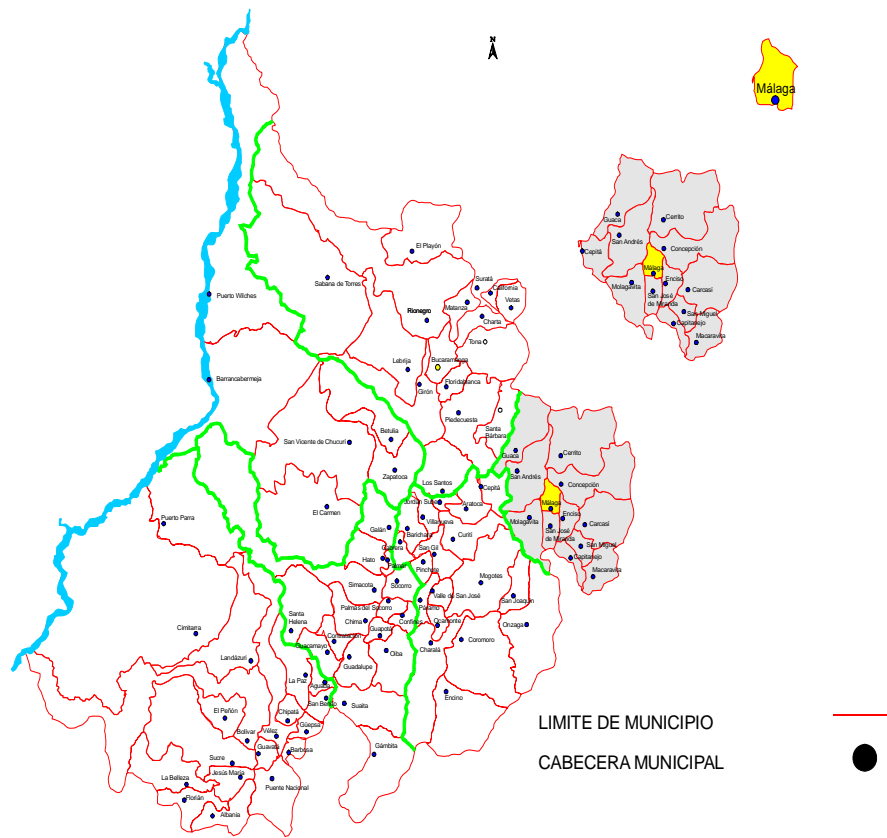 N
Málaga
Guaca
Cerrito
San Andrés
Cepitá
Concepción
Málaga
Enciso
Molagavita
Carcasí
San José
de Miranda
San Miguel
Capitanejo
Macaravita
El Playón
Sabana de Torres
Suratá
California
Puerto Wilches
Matanza
Vetas
Rionegro
Charta
Tona
Bucaramanga
Lebrija
Barrancabermeja
Girón
Floridablanca
Piedecuesta
Santa
Bárbara
Betulia
San Vicente de Chucurí
Guaca
Cerrito
Zapatoca
San Andrés
Los Santos
Cepitá
Concepción
Jordán Sube
Aratoca
Málaga
El Carmen
Villanueva
Enciso
Puerto Parra
Molagavita
Carcasí
Galán
Barichara
San José
de Miranda
Cabrera
Curití
San Miguel
Hato
Palmar
San Gil
Capitanejo
Pinchote
Macaravita
Simacota
Socorro
Mogotes
Valle de San José
San Joaquín
Palmas del Socorro
Páramo
Santa
Helena
Chima
Confines
Ocamonte
Onzaga
Cimitarra
Guapota
Contratación
Charalá
Coromoro
Guacamayo
Oiba
Landázuri
Guadalupe
La Paz
Aguada
San Benito
Suaita
Encino
El Peñón
Chipatá
Güepsa
LIMITE DE MUNICIPIO
Bolívar
Vélez
Guavatá
Barbosa
Gámbita
Sucre
CABECERA MUNICIPAL
Jesús María
La Belleza
Puente Nacional
Florián
Albania